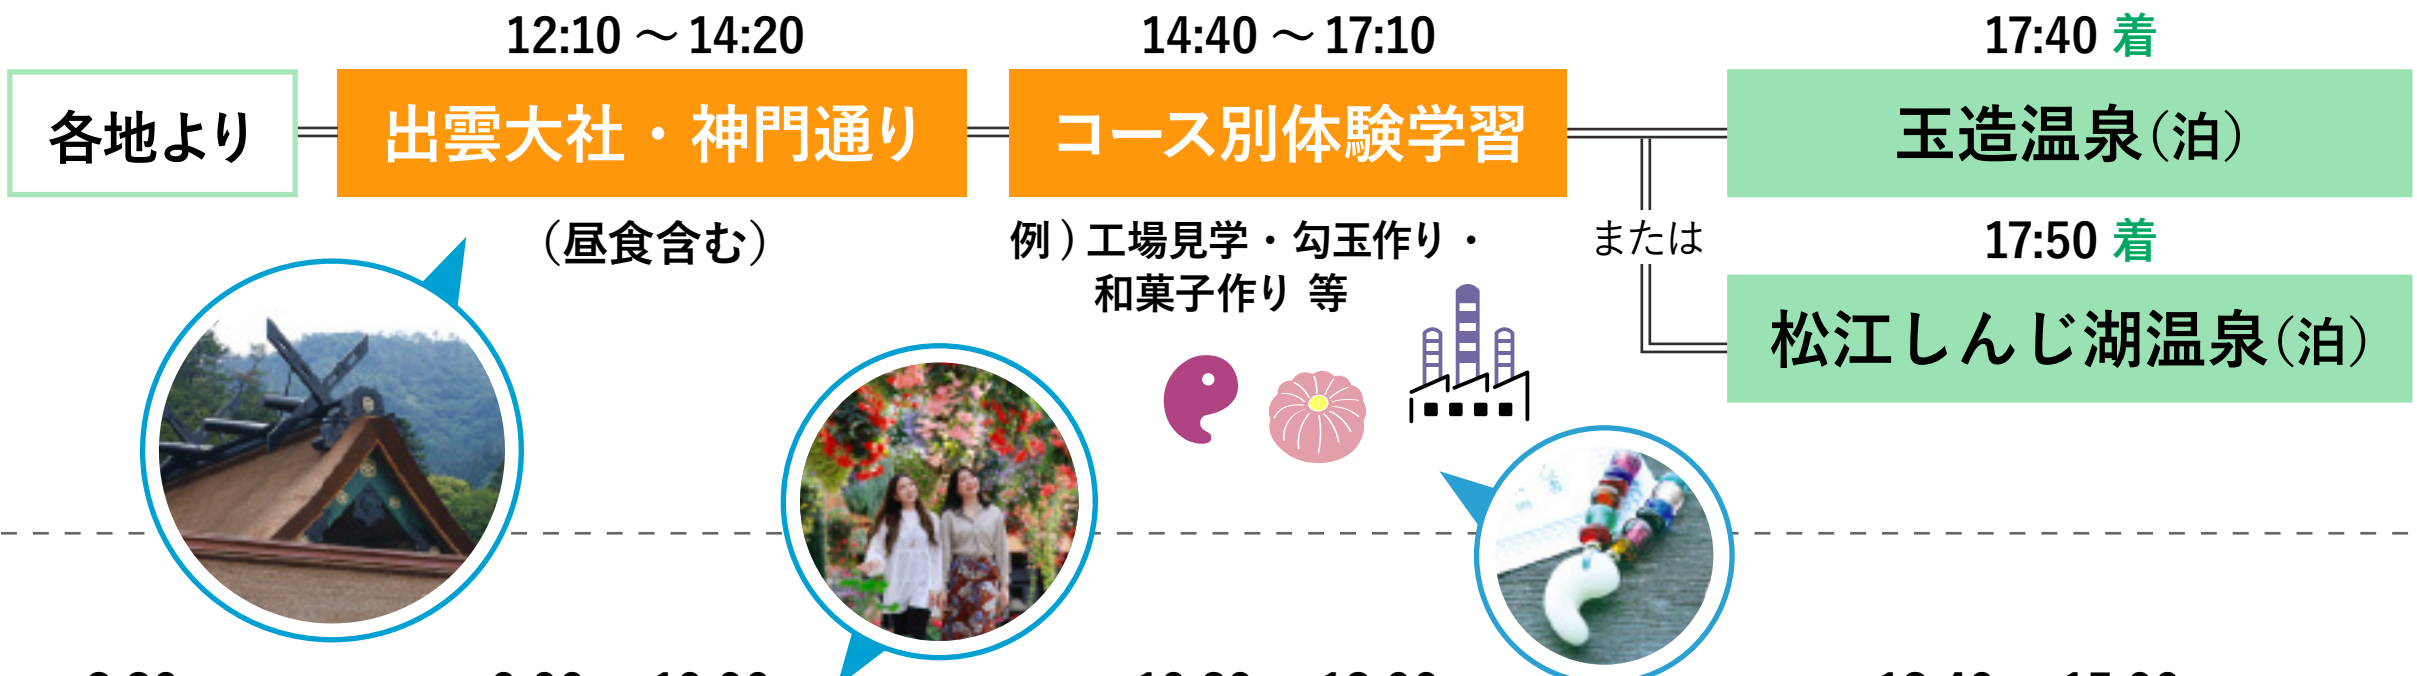 12:10 ～ 14:20
14:40 ～ 17:10
17:40 着
各地より
出雲大社・神門通り
コース別体験学習
玉造温泉（泊）
（昼食含む）
例）工場見学・勾玉作り・
和菓子作り 等
または
17:50 着
松江しんじ湖温泉（泊）